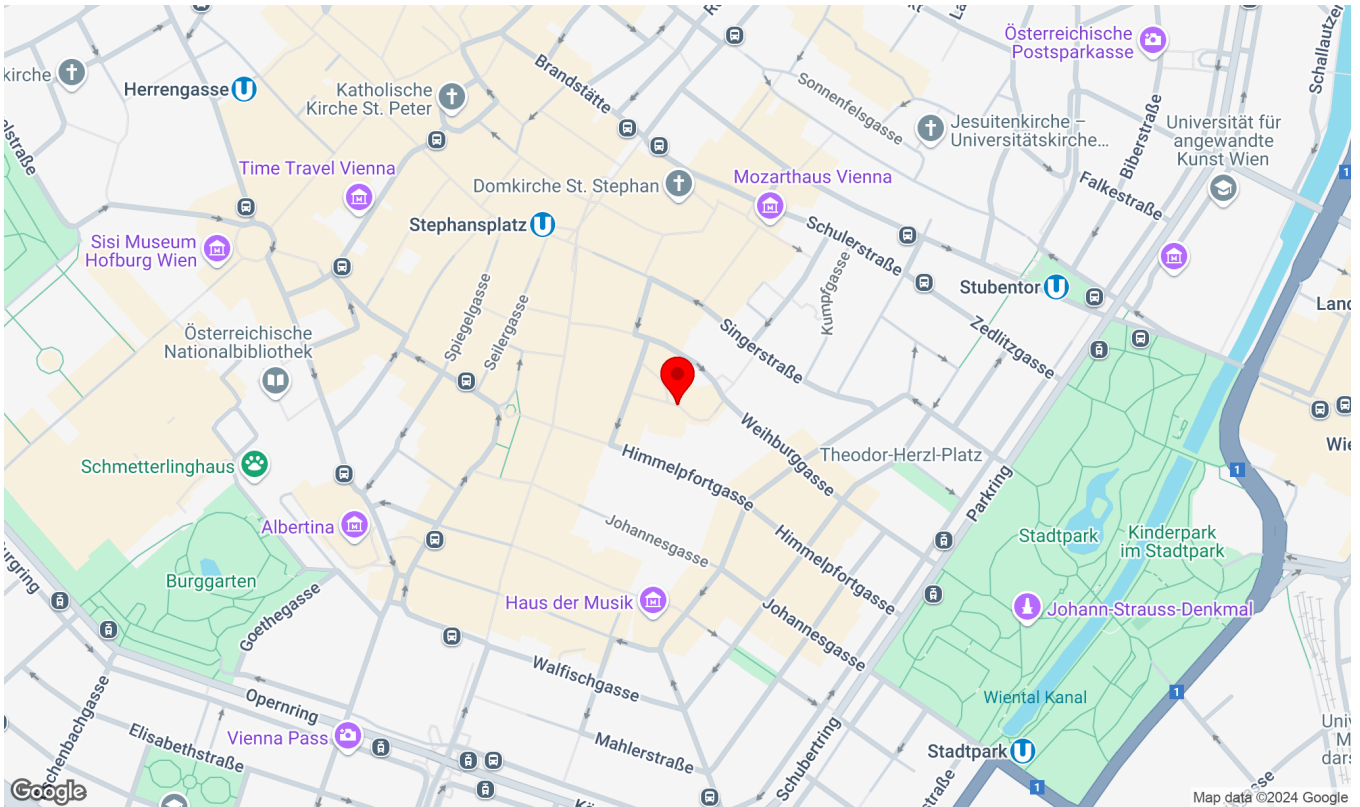 Österreichische
Postsparkasse
kirche
Herrengasse
Katholische
Kirche St. Peter
Brandstätte
Sonnenfelsgasse
Jesuitenkirche –
Universitätskirche...
Biberstraße
Universität für
angewandte
Kunst Wien
Time Travel Vienna
Domkirche St. Stephan
Mozarthaus Vienna
Falkestraße
1
Stephansplatz
Schulerstraße
Sisi Museum
Hofburg Wien
Kumpfgasse
Stubentor
Spiegelgasse
Seilergasse
Singerstraße
Zedlitzgasse
Österreichische
Nationalbibliothek
Weihburggasse
Schmetterlinghaus
Himmelpfortgasse
Theodor-Herzl-Platz
Parkring
1
Albertina
Johannesgasse
Himmelpfortgasse
Stadtpark
Kinderpark
im Stadtpark
Burggarten
Goethegasse
Haus der Musik
Johannesgasse
Johann-Strauss-Denkmal
Walfischgasse
Wiental Kanal
1
Opernring
Elisabethstraße
Vienna Pass
Mahlerstraße
Schubertring
Stadtpark
1
Google
Map data ©2024 Google